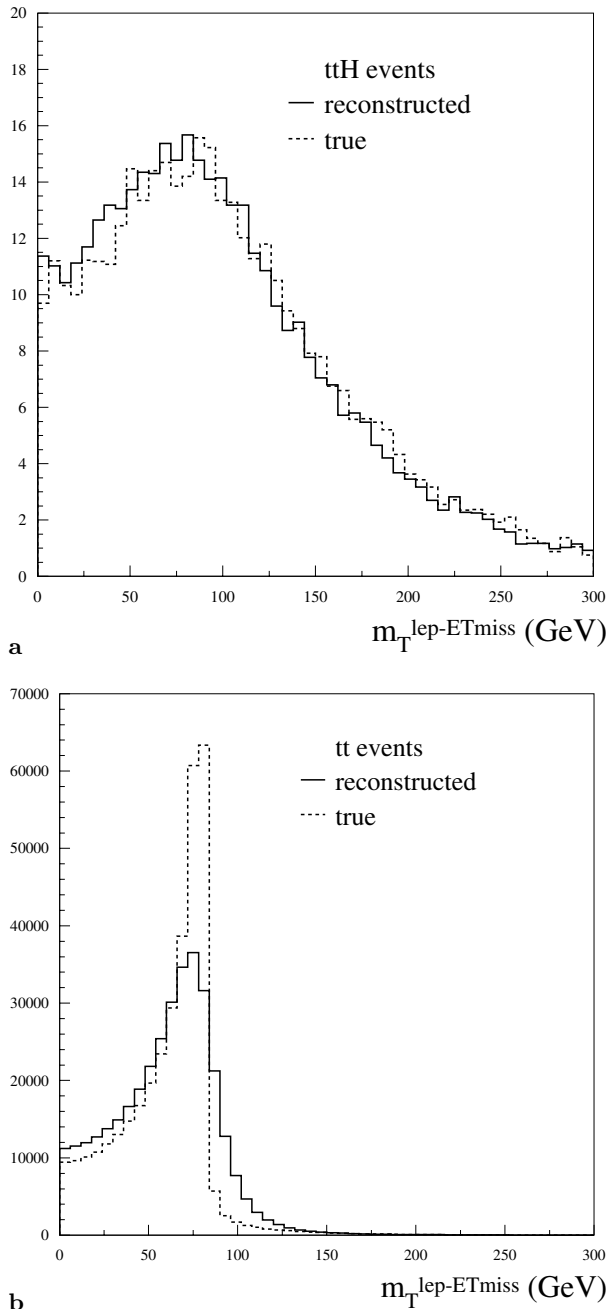 20
18
16
14
12
10
8
6
4
2
0
ttH events
reconstructed
true
0 50 100 150 200 250 300
m_T^lep-ETmiss (GeV)
a
70000
60000
50000
40000
30000
20000
10000
0
tt events
reconstructed
true
0 50 100 150 200 250 300
m_T^lep-ETmiss (GeV)
b